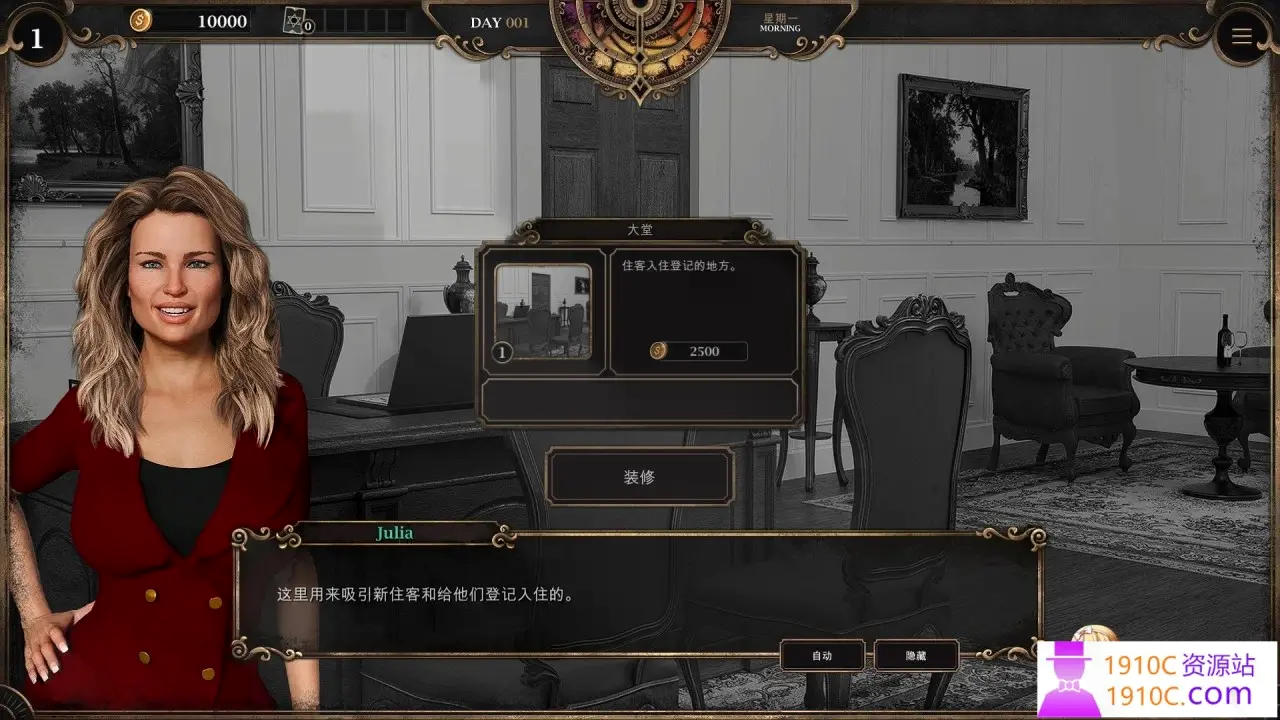 1
10000
0
DAY 001
星期一
MORNING
大堂
住客入住登记的地方。
1
2500
装修
Julia
这里用来吸引新住客和给他们登记入住的。
自动
隐藏
1910C 资源站
1910C.com